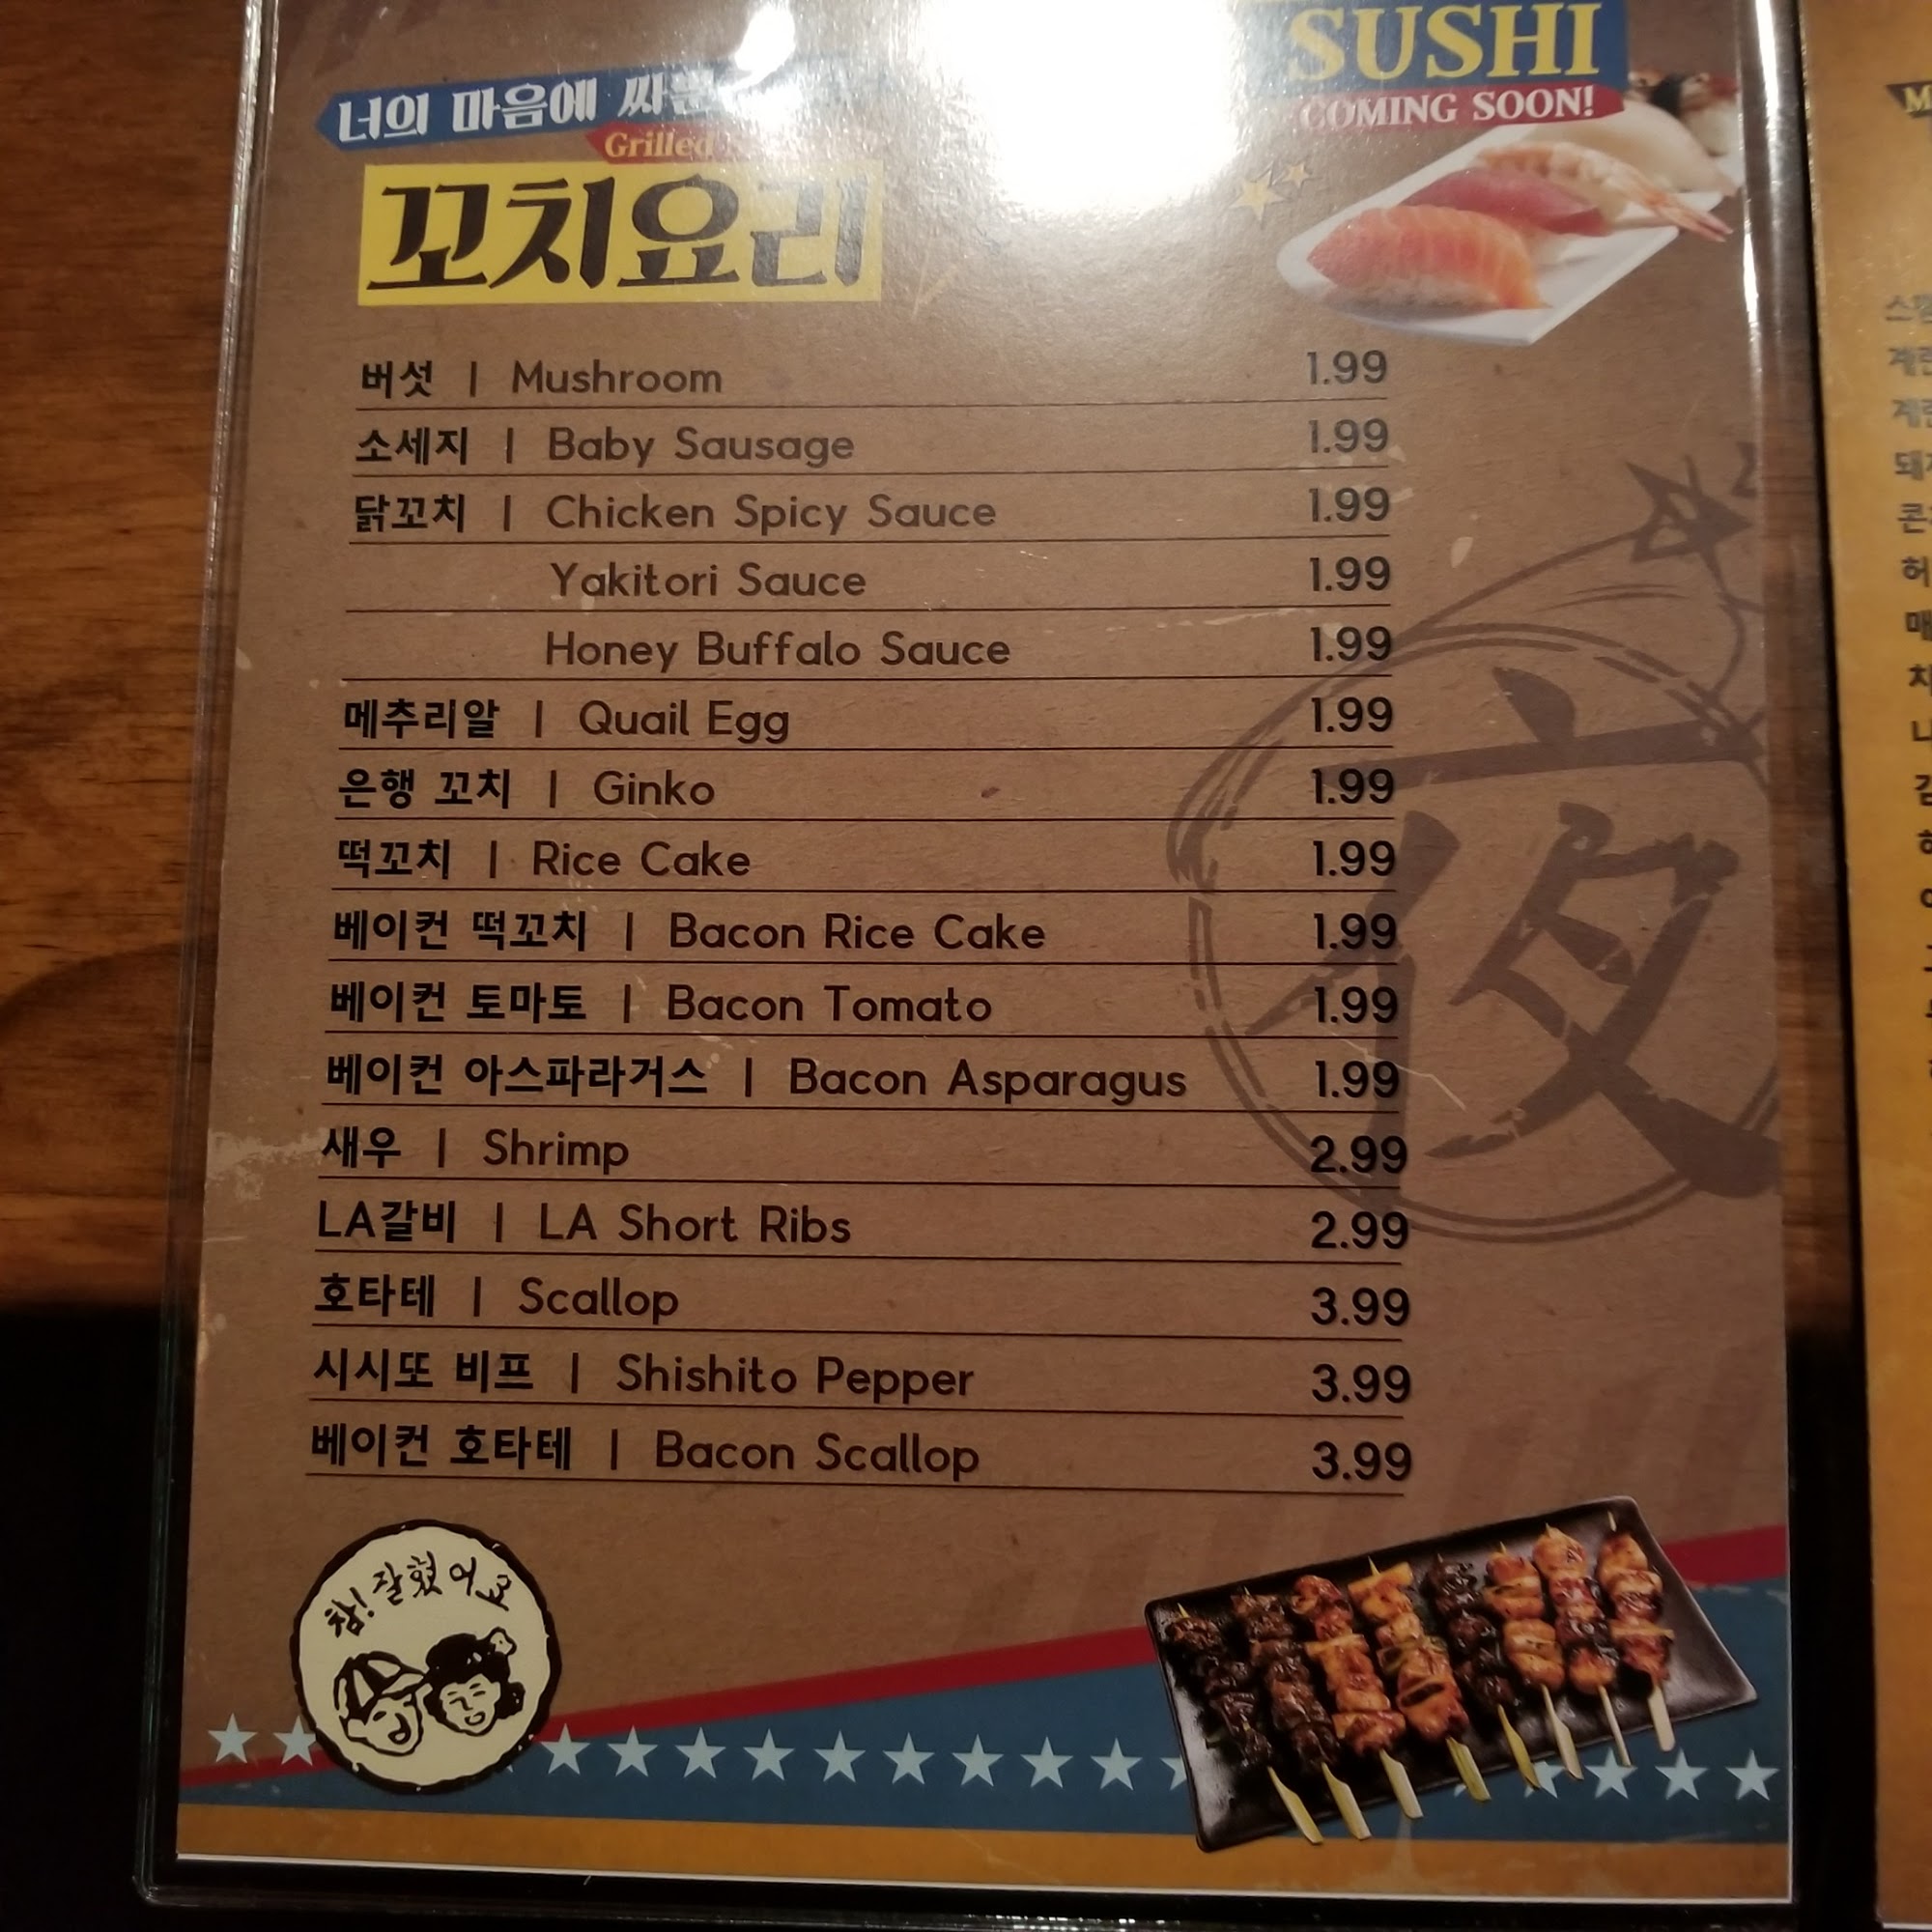 SUSHI
COMING SOON!
너의 마음에
Grilled
꼬치요리
버섯 | Mushroom 1.99
소세지 | Baby Sausage 1.99
닭꼬치 | Chicken Spicy Sauce 1.99
Yakitori Sauce 1.99
Honey Buffalo Sauce 1.99
메추리알 | Quail Egg 1.99
은행 꼬치 | Ginko 1.99
떡꼬치 | Rice Cake 1.99
베이컨 떡꼬치 | Bacon Rice Cake 1.99
베이컨 토마토 | Bacon Tomato 1.99
베이컨 아스파라거스 | Bacon Asparagus 1.99
새우 | Shrimp 2.99
LA갈비 | LA Short Ribs 2.99
호타테 | Scallop 3.99
시시또 비프 | Shishito Pepper 3.99
베이컨 호타테 | Bacon Scallop 3.99
夜
참! 잘했어요